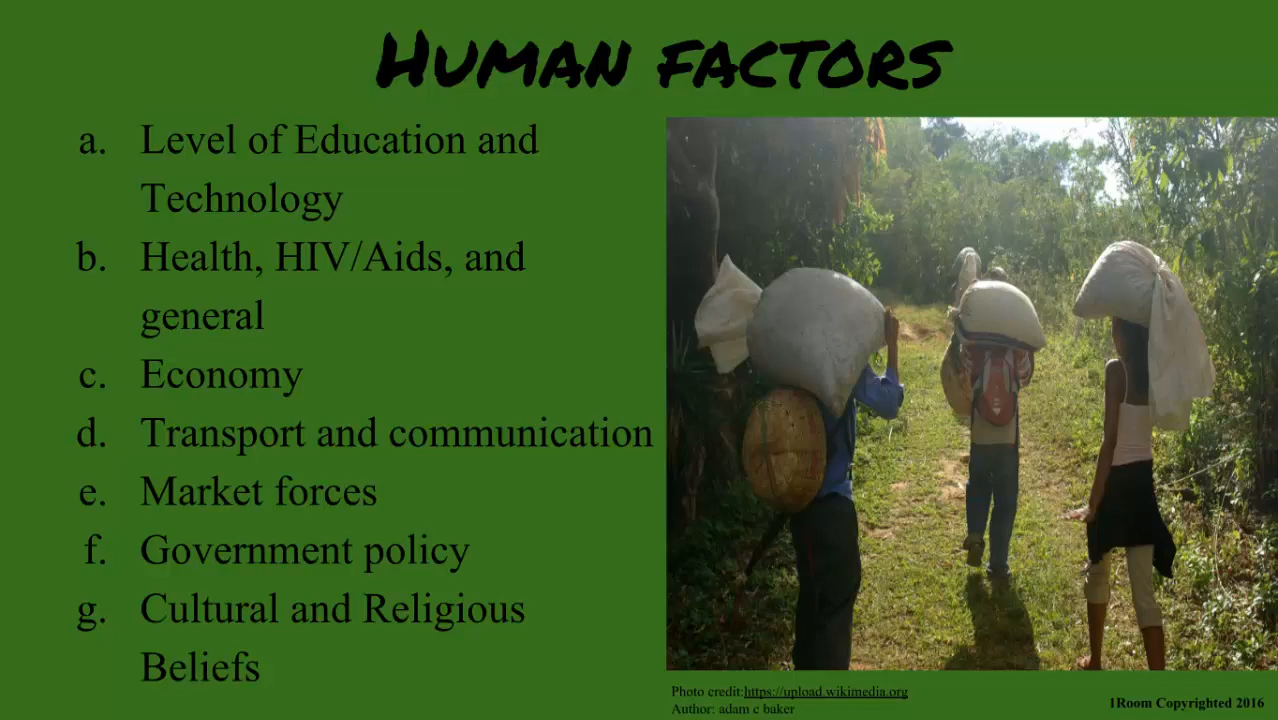 HUMAN FACTORS
a. Level of Education and
Technology
b. Health, HIV/Aids, and
general
c. Economy
d. Transport and communication
e. Market forces
f. Government policy
g. Cultural and Religious
Beliefs
Photo credit:https://upload.wikimedia.org
Author: adam c baker
1Room Copyrighted 2016